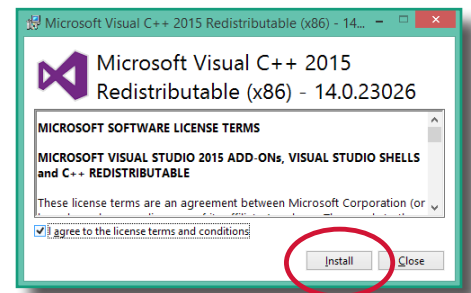 Microsoft Visual C++ 2015 Redistributable (x86) - 14...
Microsoft Visual C++ 2015
Redistributable (x86) - 14.0.23026
MICROSOFT SOFTWARE LICENSE TERMS
MICROSOFT VISUAL STUDIO 2015 ADD-ONs, VISUAL STUDIO SHELLS
and C++ REDISTRIBUTABLE
These license terms are an agreement between Microsoft Corporation (or
I agree to the license terms and conditions
Install
Close